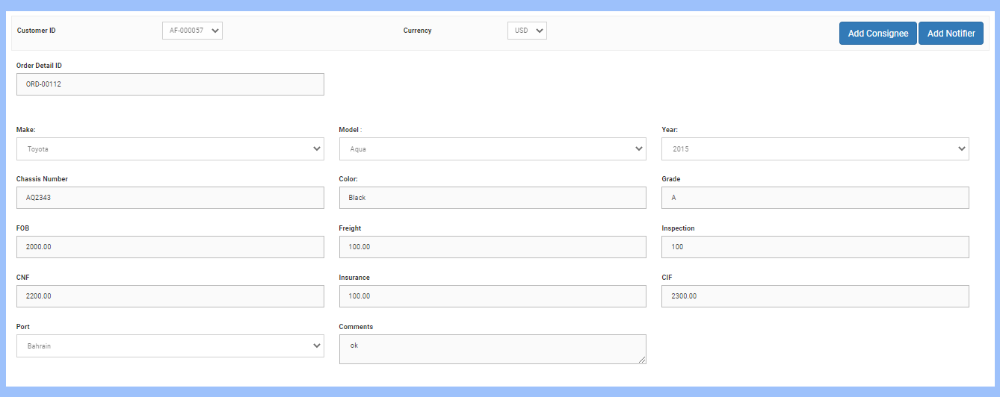 Customer ID AF-000057 Currency USD Add Consignee Add Notifier
Order Detail ID
ORD-00112
Make: Model : Year:
Toyota Aqua 2015
Chassis Number Color: Grade
AQ2343 Black A
FOB Freight Inspection
2000.00 100.00 100
CNF Insurance CIF
2200.00 100.00 2300.00
Port Comments
Bahrain ok